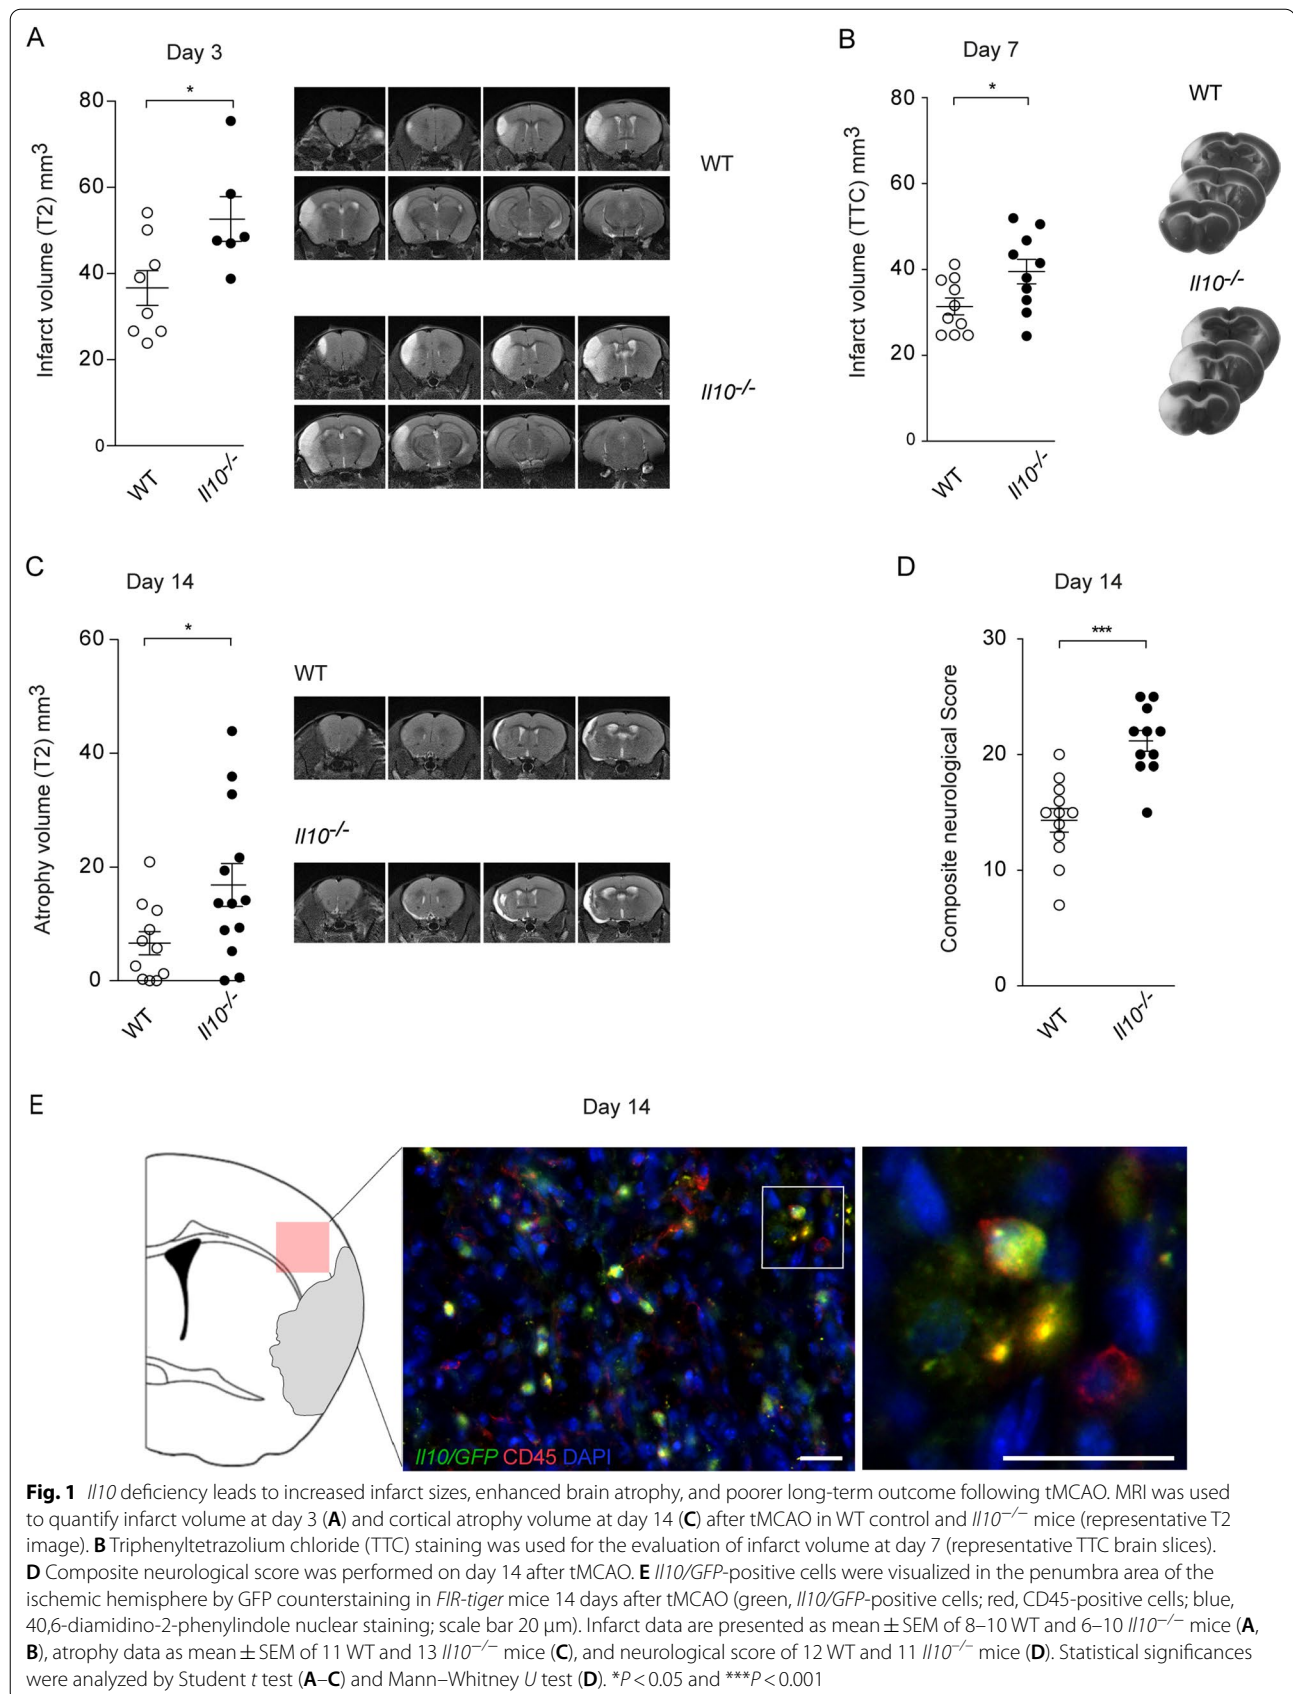 A
Day 3
*
80
60
40
20
0
Infarct volume (T2) mm3
WT
Il10-/-
WT
Il10-/-
B
Day 7
*
80
60
40
20
0
Infarct volume (TTC) mm3
WT
Il10-/-
WT
Il10-/-
C
Day 14
*
60
40
20
0
Atrophy volume (T2) mm3
WT
Il10-/-
WT
Il10-/-
D
Day 14
***
30
20
10
0
Composite neurological Score
WT
Il10-/-
E
Day 14
Il10/GFP CD45 DAPI
Fig. 1 Il10 deficiency leads to increased infarct sizes, enhanced brain atrophy, and poorer long-term outcome following tMCAO. MRI was used
to quantify infarct volume at day 3 (A) and cortical atrophy volume at day 14 (C) after tMCAO in WT control and Il10−/− mice (representative T2
image). B Triphenyltetrazolium chloride (TTC) staining was used for the evaluation of infarct volume at day 7 (representative TTC brain slices).
D Composite neurological score was performed on day 14 after tMCAO. E Il10/GFP-positive cells were visualized in the penumbra area of the
ischemic hemisphere by GFP counterstaining in FIR-tiger mice 14 days after tMCAO (green, Il10/GFP-positive cells; red, CD45-positive cells; blue,
40,6-diamidino-2-phenylindole nuclear staining; scale bar 20 µm). Infarct data are presented as mean ± SEM of 8–10 WT and 6–10 Il10−/− mice (A,
B), atrophy data as mean ± SEM of 11 WT and 13 Il10−/− mice (C), and neurological score of 12 WT and 11 Il10−/− mice (D). Statistical significances
were analyzed by Student t test (A–C) and Mann–Whitney U test (D). *P < 0.05 and ***P < 0.001